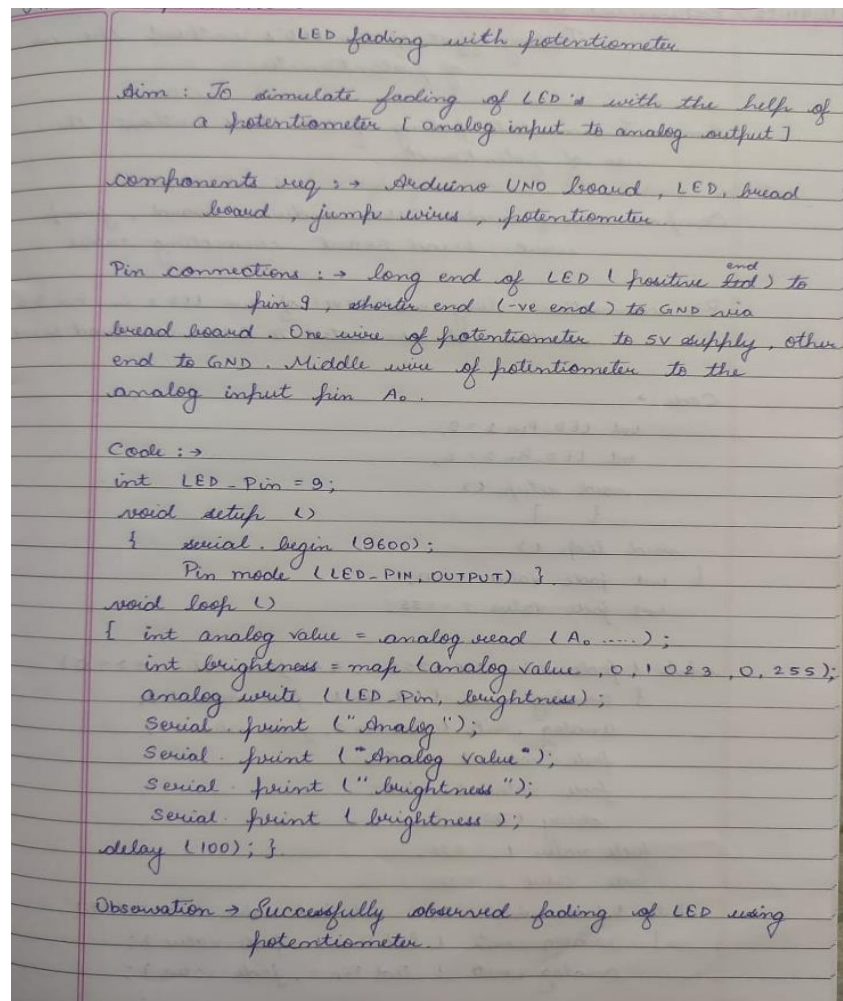 LED fading with potentiometer
Aim : To simulate fading of LED's with the help of
a potentiometer [ analog input to analog output ]
components req : → Arduino UNO board, LED, bread
board, jump wires, potentiometer.
Pin connections : → long end of LED ( positive end ) to
pin 9, shorter end (-ve end) to GND via
bread board. One wire of potentiometer to 5V supply, other
end to GND. Middle wire of potentiometer to the
analog input pin A0.
Code : →
int LED_Pin = 9;
void setup ()
{ serial. begin (9600);
Pin mode (LED_PIN, OUTPUT) }
void loop ()
{ int analog value = analog read (A0 .....);
int brightness = map (analog value, 0, 1023, 0, 255);
analog write (LED_Pin, brightness);
Serial. print ("Analog");
Serial. print ("Analog value");
Serial. print ("brightness");
Serial. print ( brightness );
delay (100); }
Observation → Successfully observed fading of LED using
potentiometer.